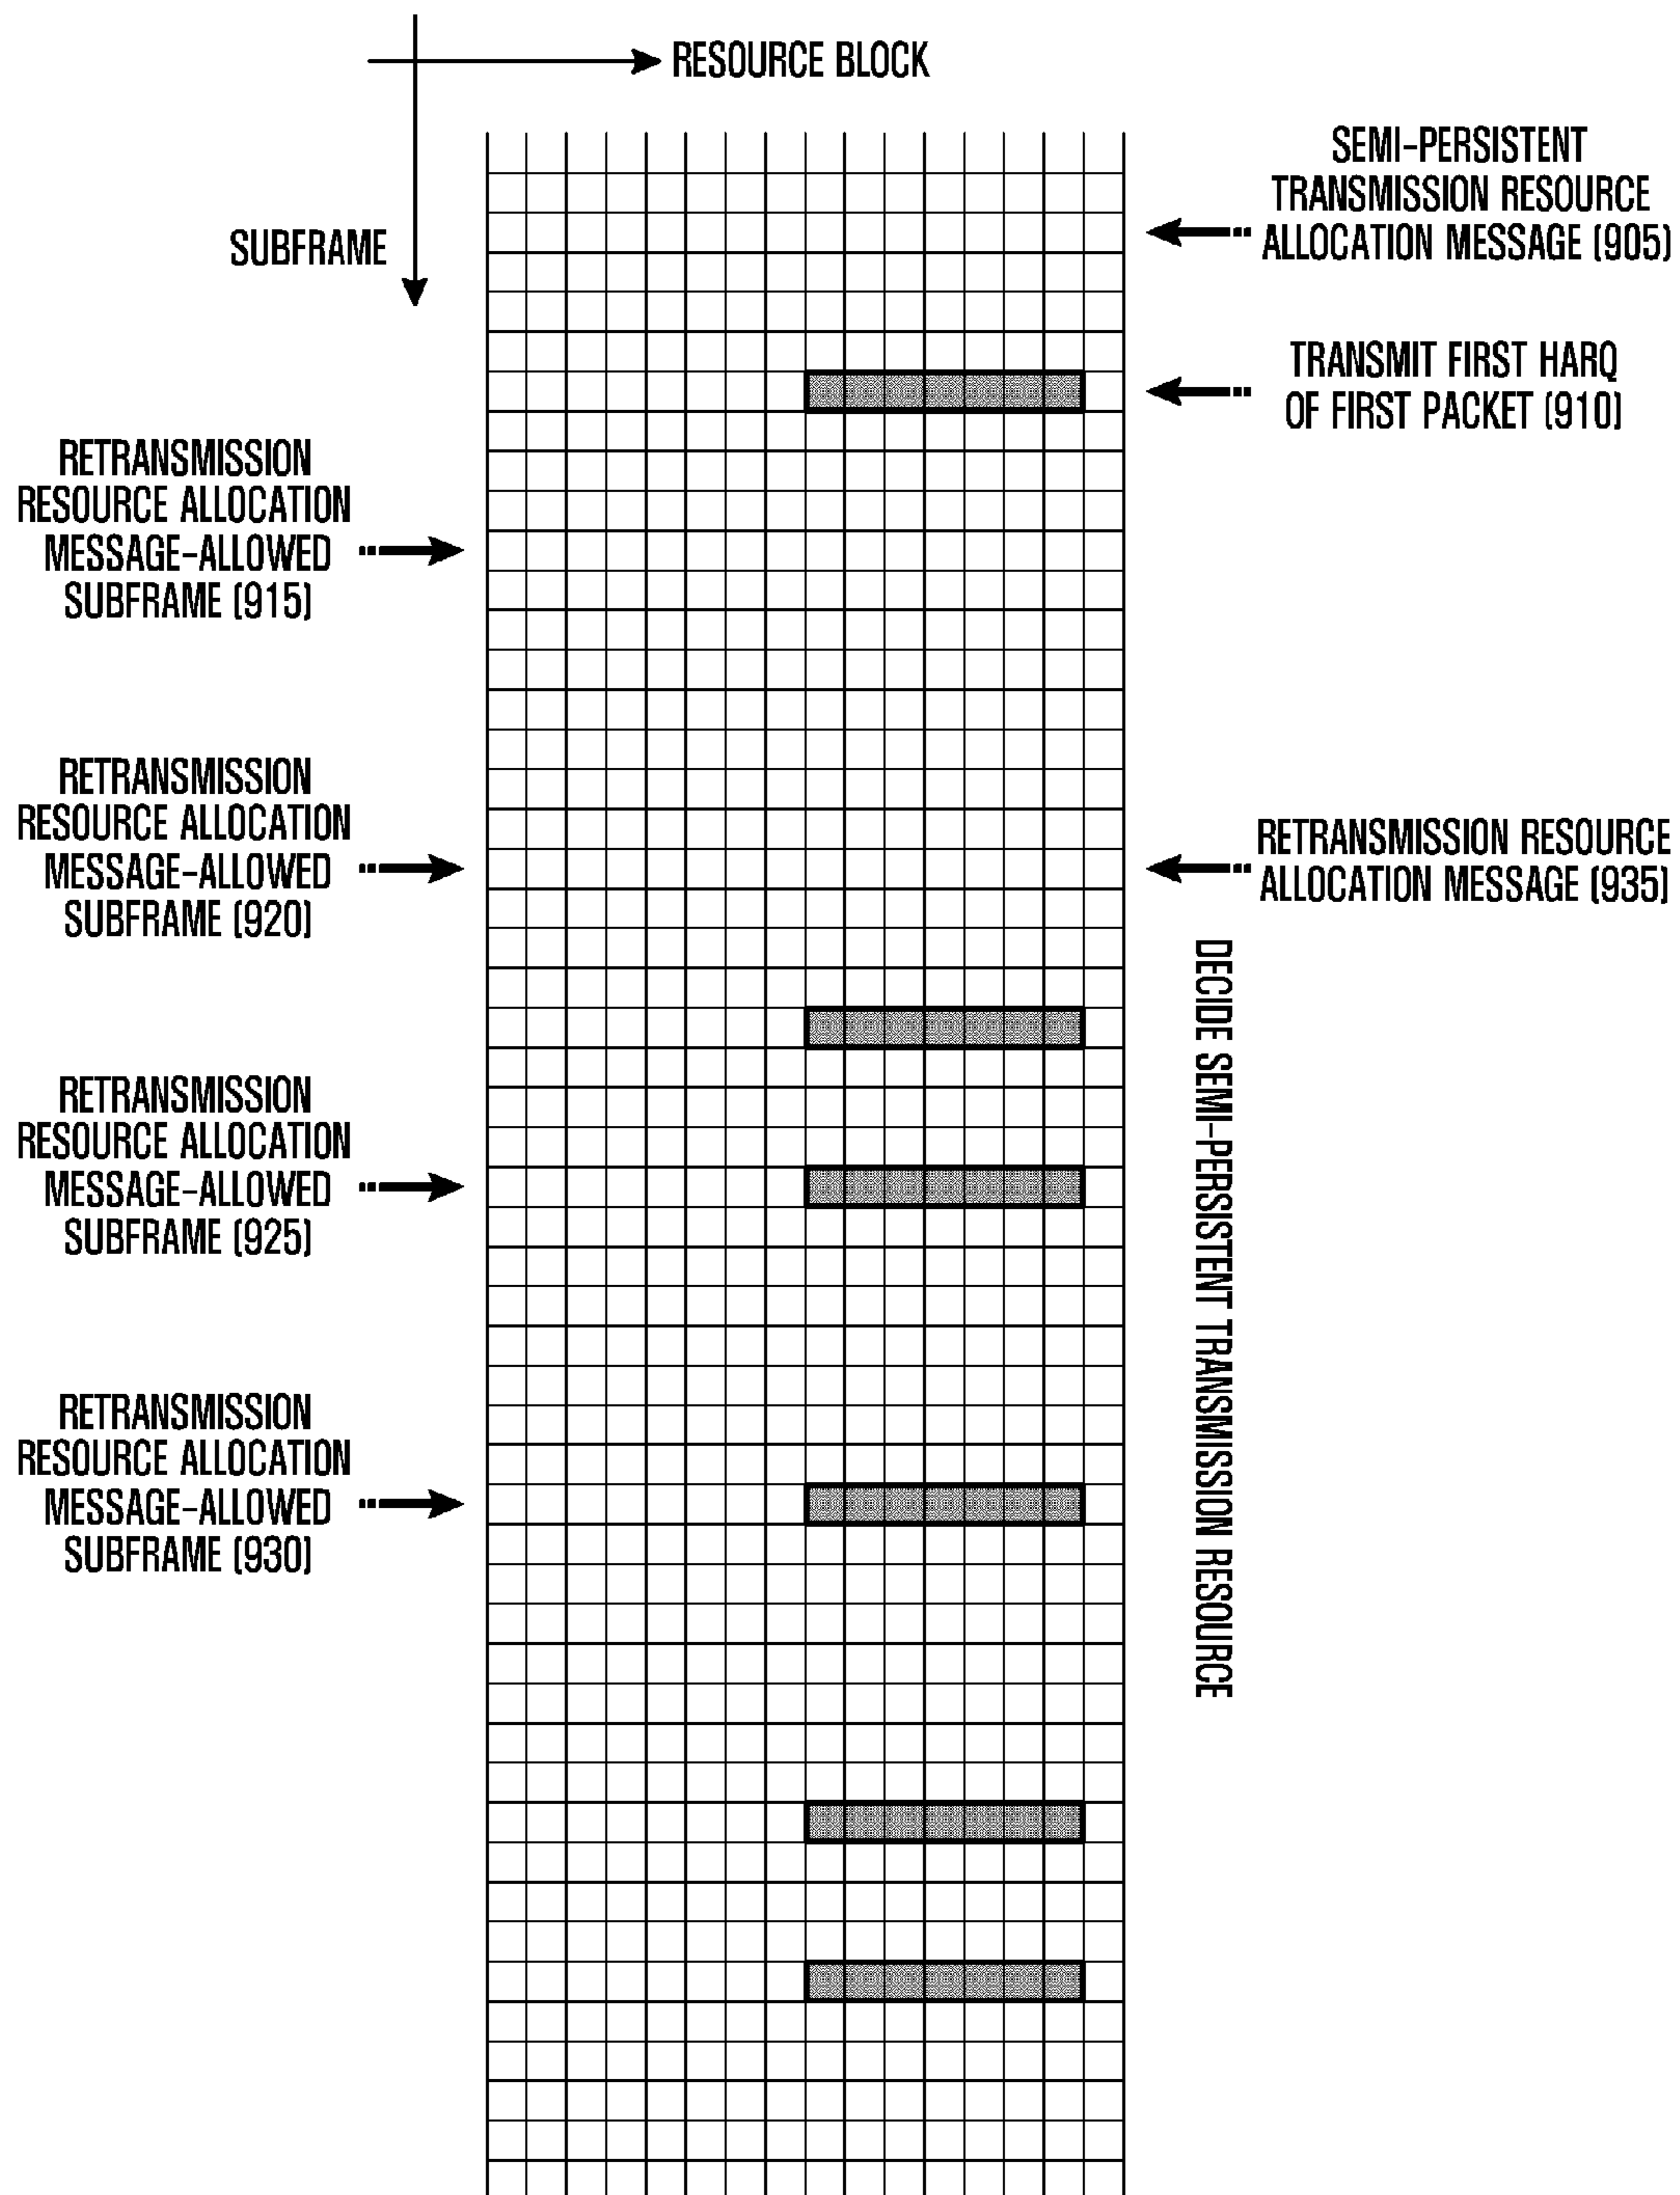 RESOURCE BLOCK
SUBFRAME
SEMI-PERSISTENT
TRANSMISSION RESOURCE
ALLOCATION MESSAGE (905)
TRANSMIT FIRST HARQ
OF FIRST PACKET (910)
RETRANSMISSION
RESOURCE ALLOCATION
MESSAGE-ALLOWED
SUBFRAME (915)
RETRANSMISSION
RESOURCE ALLOCATION
MESSAGE-ALLOWED
SUBFRAME (920)
RETRANSMISSION RESOURCE
ALLOCATION MESSAGE (935)
DECIDE SEMI-PERSISTENT TRANSMISSION RESOURCE
RETRANSMISSION
RESOURCE ALLOCATION
MESSAGE-ALLOWED
SUBFRAME (925)
RETRANSMISSION
RESOURCE ALLOCATION
MESSAGE-ALLOWED
SUBFRAME (930)